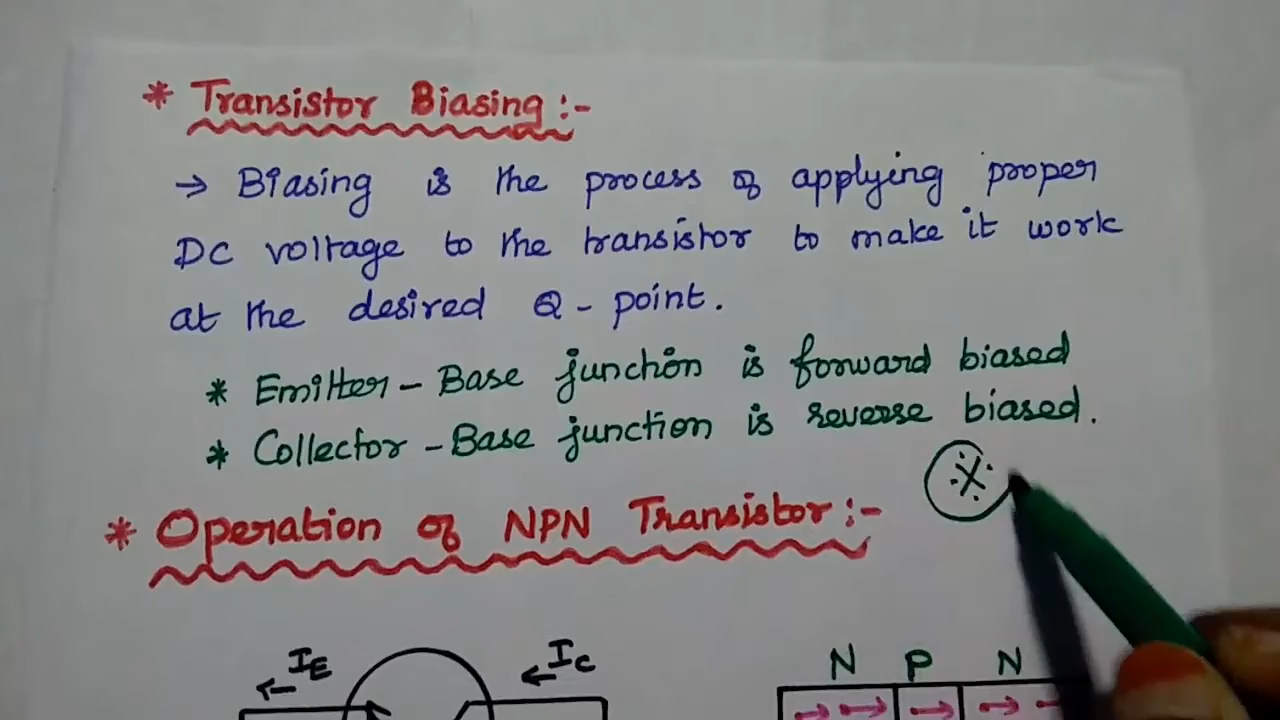 * Transistor Biasing :-
→ Biasing is the process of applying proper
DC voltage to the transistor to make it work
at the desired Q - point.
* Emitter - Base junction is forward biased
* Collector - Base junction is reverse biased.
* Operation of NPN Transistor :-
IE
IC
N P N